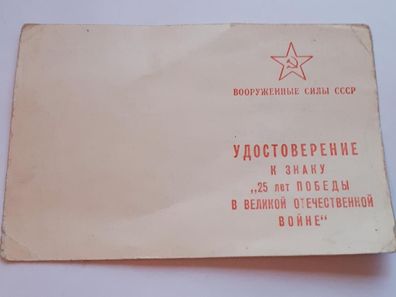 ВООРУЖЕННЫЕ СИЛЫ СССР
УДОСТОВЕРЕНИЕ
К ЗНАКУ
„25 лет ПОБЕДЫ
В ВЕЛИКОЙ ОТЕЧЕСТВЕННОЙ
ВОЙНЕ“